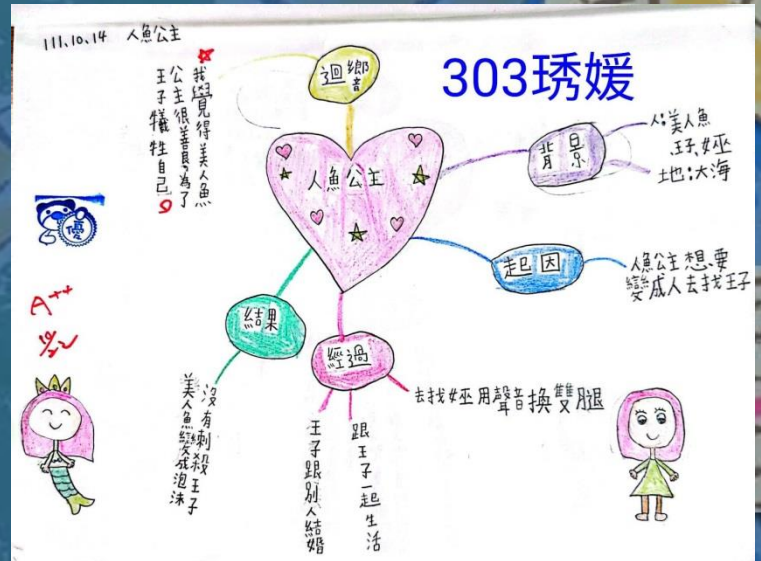 111.10.14 人魚公主
303琇媛
迴響
我覺得美人魚
公主很善良,為了
王子犧牲自己。
人魚公主
背景
人:美人魚
王子、女巫
地:大海
起因
人魚公主想要
變成人去找王子
經過
去找女巫用聲音換雙腿
跟王子一起生活
王子跟別人結婚
結果
沒有刺殺王子
美人魚變成泡沫
優
A++
10/22